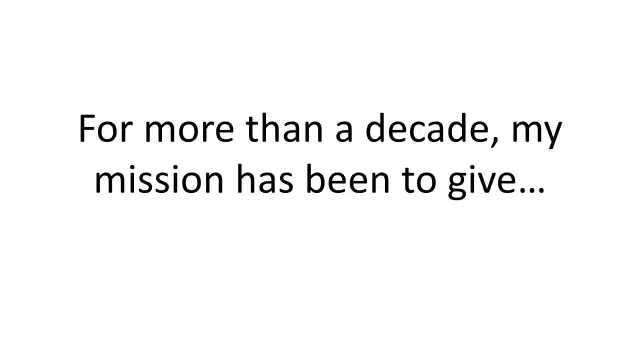 For more than a decade, my
mission has been to give…